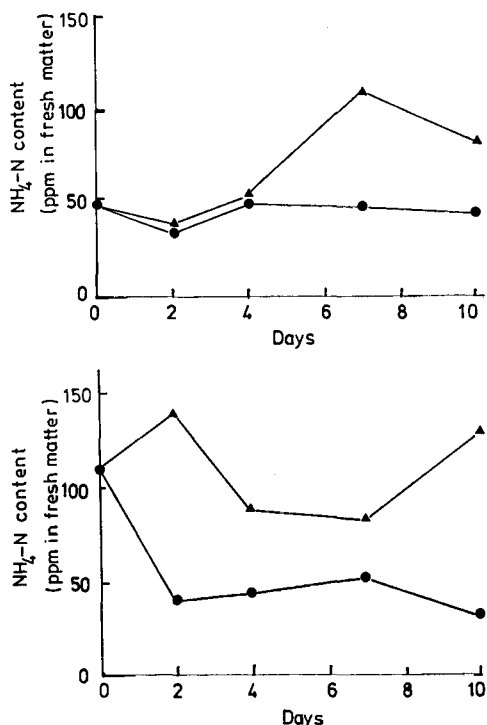 NH₄-N content
(ppm in fresh matter)
150
100
50
0
0 2 4 6 8 10
Days
NH₄-N content
(ppm in fresh matter)
150
100
50
0
0 2 4 6 8 10
Days